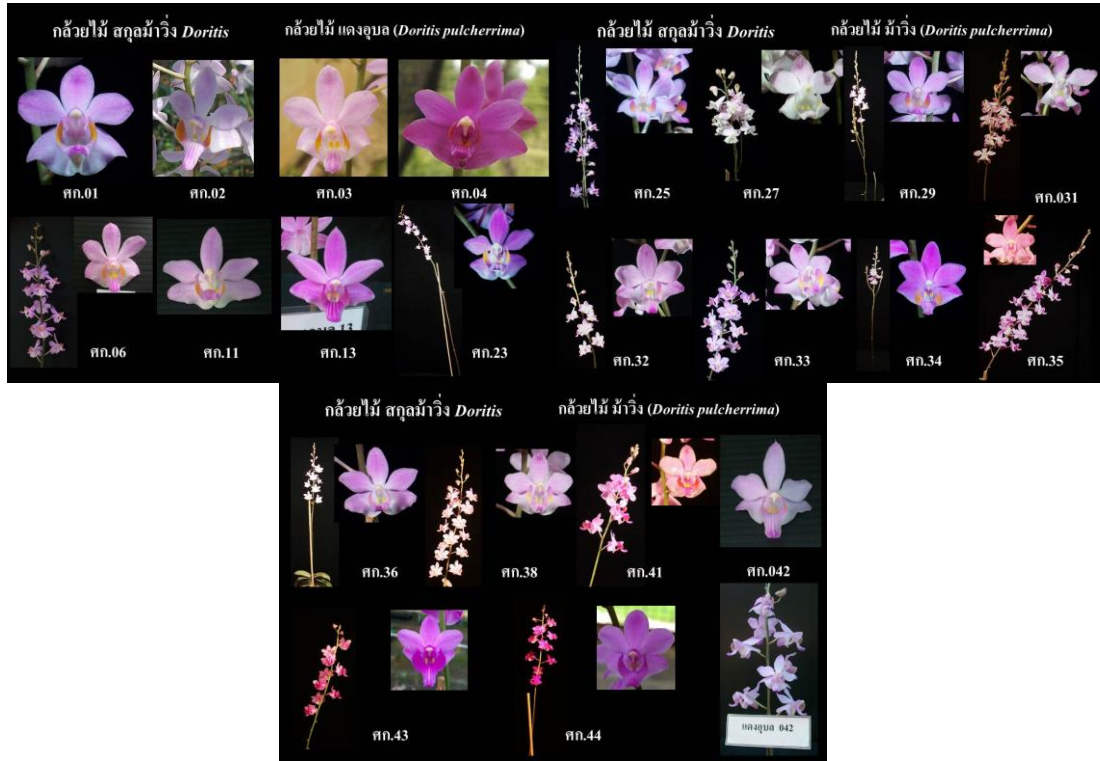 กล้วยไม้ สกุลม้าวิ่ง Doritis
กล้วยไม้ แดงอุบล (Doritis pulcherrima)
ศก.01
ศก.02
ศก.03
ศก.04
ศก.06
ศก.11
ศก.13
ศก.23
กล้วยไม้ สกุลม้าวิ่ง Doritis
กล้วยไม้ ม้าวิ่ง (Doritis pulcherrima)
ศก.25
ศก.27
ศก.29
ศก.031
ศก.32
ศก.33
ศก.34
ศก.35
กล้วยไม้ สกุลม้าวิ่ง Doritis
กล้วยไม้ ม้าวิ่ง (Doritis pulcherrima)
ศก.36
ศก.38
ศก.41
ศก.042
ศก.43
ศก.44
แดงอุบล 042